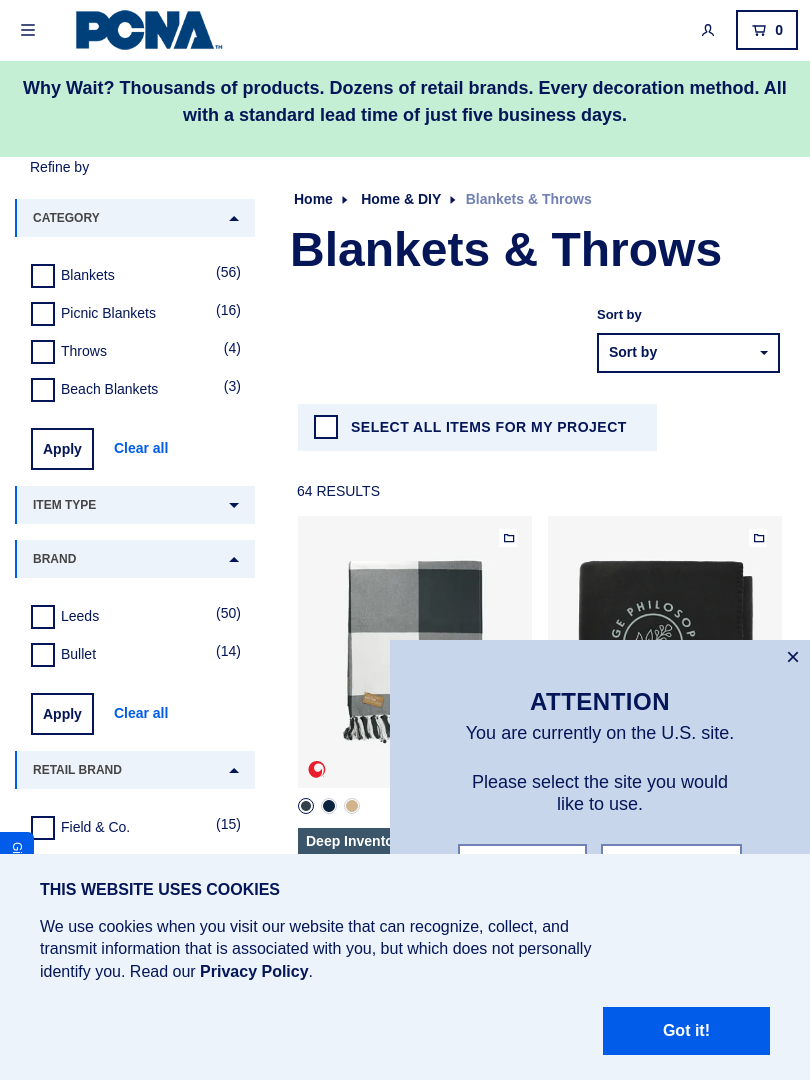 PCNA™
0
Why Wait? Thousands of products. Dozens of retail brands. Every decoration method. All
with a standard lead time of just five business days.
Refine by
Home
Home & DIY
Blankets & Throws
CATEGORY
Blankets & Throws
Blankets (56)
Picnic Blankets (16)
Throws (4)
Beach Blankets (3)
Sort by
Sort by
Apply Clear all
SELECT ALL ITEMS FOR MY PROJECT
ITEM TYPE
64 RESULTS
BRAND
Leeds (50)
Bullet (14)
Apply Clear all
RETAIL BRAND
Field & Co. (15)
ATTENTION
You are currently on the U.S. site.
Please select the site you would
like to use.
THIS WEBSITE USES COOKIES
We use cookies when you visit our website that can recognize, collect, and
transmit information that is associated with you, but which does not personally
identify you. Read our Privacy Policy.
Got it!